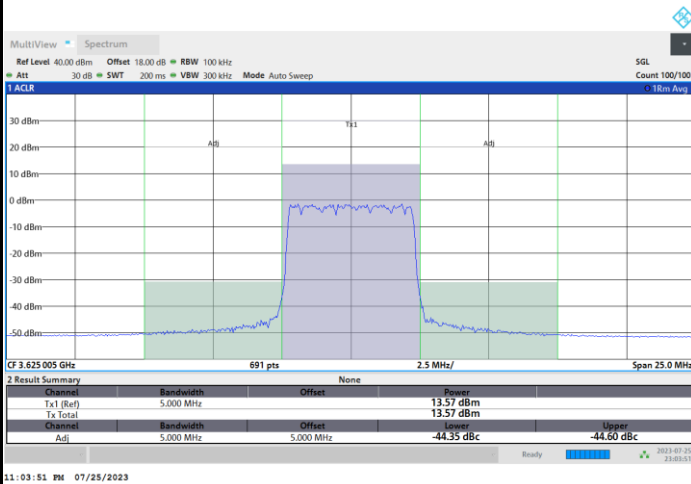 MultiView Spectrum
Ref Level 40.00 dBm Offset 18.00 dB RBW 100 kHz SGL
Att 30 dB SWT 200 ms VBW 300 kHz Mode Auto Sweep Count 100/100
1 ACLR 1Rm Avg
30 dBm
Tx1
20 dBm
Adj Adj
10 dBm
0 dBm
-10 dBm
-20 dBm
-30 dBm
-40 dBm
-50 dBm
CF 3.625 005 GHz 691 pts 2.5 MHz/ Span 25.0 MHz
2 Result Summary None
Channel Bandwidth Offset Power
Tx1 (Ref) 5.000 MHz 13.57 dBm
Tx Total 13.57 dBm
Channel Bandwidth Offset Lower Upper
Adj 5.000 MHz 5.000 MHz -44.35 dBc -44.60 dBc
Ready 2023-07-25
23:03:51
11:03:51 PM 07/25/2023